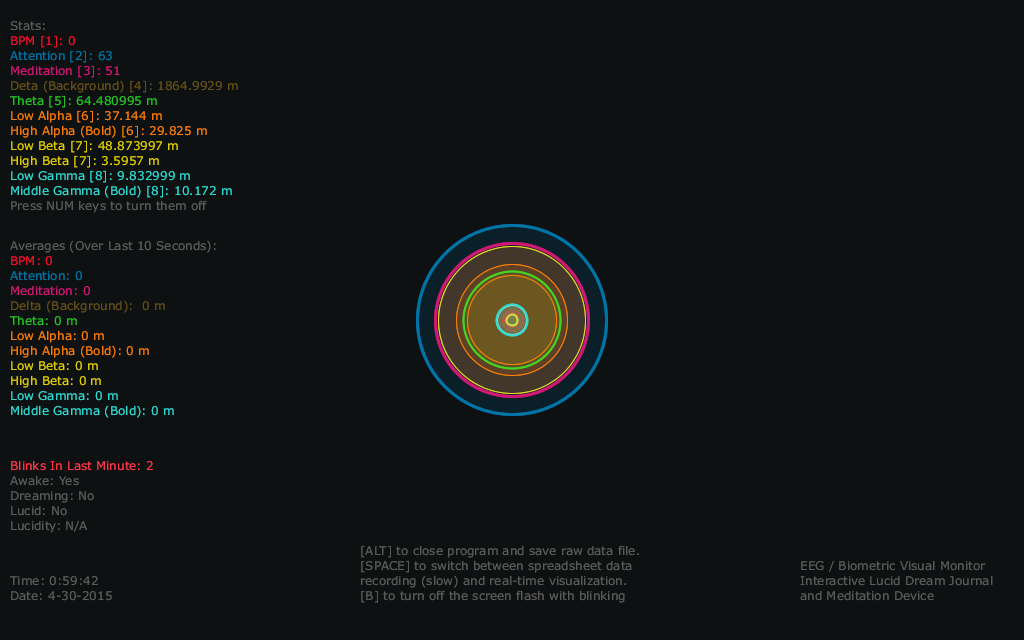 Stats:
BPM [1]: 0
Attention [2]: 63
Meditation [3]: 51
Deta (Background) [4]: 1864.9929 m
Theta [5]: 64.480995 m
Low Alpha [6]: 37.144 m
High Alpha (Bold) [6]: 29.825 m
Low Beta [7]: 48.873997 m
High Beta [7]: 3.5957 m
Low Gamma [8]: 9.832999 m
Middle Gamma (Bold) [8]: 10.172 m
Press NUM keys to turn them off
Averages (Over Last 10 Seconds):
BPM: 0
Attention: 0
Meditation: 0
Delta (Background):  0 m
Theta: 0 m
Low Alpha: 0 m
High Alpha (Bold): 0 m
Low Beta: 0 m
High Beta: 0 m
Low Gamma: 0 m
Middle Gamma (Bold): 0 m
Blinks In Last Minute: 2
Awake: Yes
Dreaming: No
Lucid: No
Lucidity: N/A
Time: 0:59:42
Date: 4-30-2015
[ALT] to close program and save raw data file.
[SPACE] to switch between spreadsheet data
recording (slow) and real-time visualization.
[B] to turn off the screen flash with blinking
EEG / Biometric Visual Monitor
Interactive Lucid Dream Journal
and Meditation Device